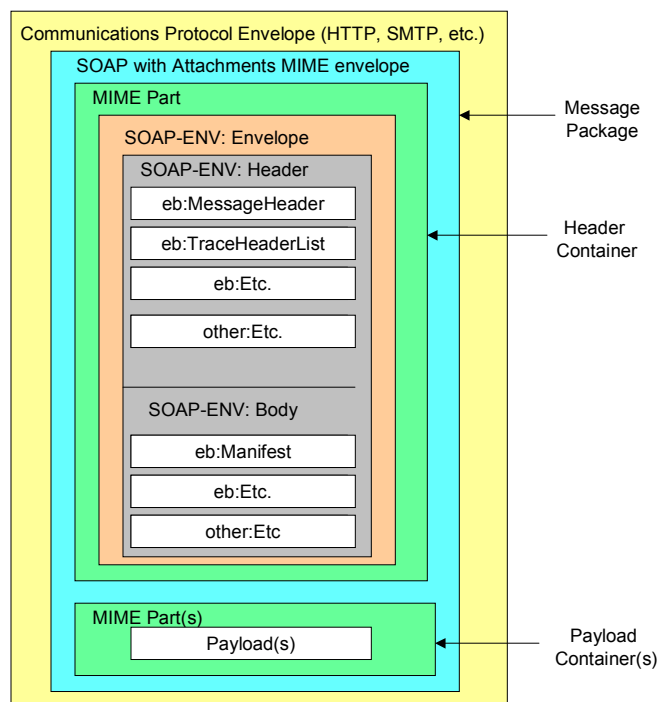 Communications Protocol Envelope (HTTP, SMTP, etc.)
SOAP with Attachments MIME envelope
MIME Part
SOAP-ENV: Envelope
SOAP-ENV: Header
eb:MessageHeader
eb:TraceHeaderList
eb:Etc.
other:Etc.
SOAP-ENV: Body
eb:Manifest
eb:Etc.
other:Etc
MIME Part(s)
Payload(s)
Message
Package
Header
Container
Payload
Container(s)